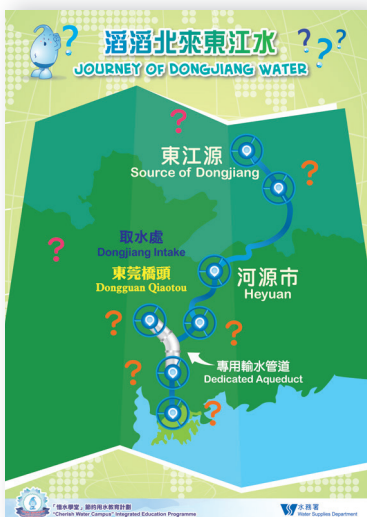 滔滔北來東江水
JOURNEY OF DONGJIANG WATER
東江源
Source of Dongjiang
取水處
Dongjiang Intake
東莞橋頭
Dongguan Qiaotou
河源市
Heyuan
專用輸水管道
Dedicated Aqueduct
「惜水學堂」節約用水教育計劃
"Cherish Water Campus" Integrated Education Programme
水務署
Water Supplies Department